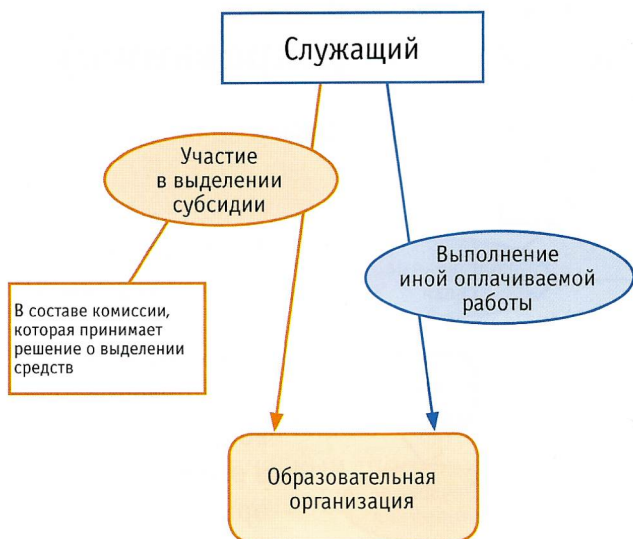 Служащий
Участие
в выделении
субсидии
Выполнение
иной оплачиваемой
работы
В составе комиссии,
которая принимает
решение о выделении
средств
Образовательная
организация